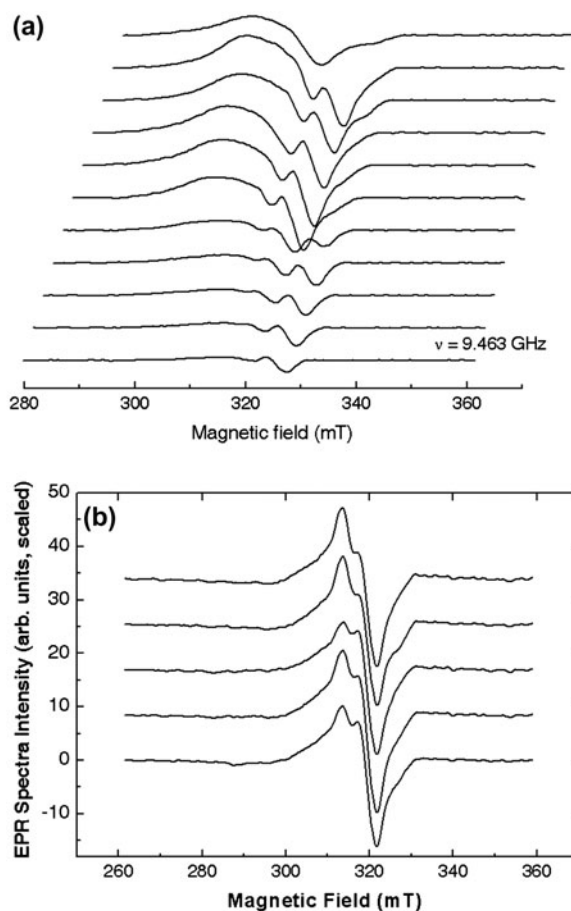 (a)
ν = 9.463 GHz
280 300 320 340 360
Magnetic field (mT)
(b)
EPR Spectra Intensity (arb. units, scaled)
50
40
30
20
10
0
-10
260 280 300 320 340 360
Magnetic Field (mT)